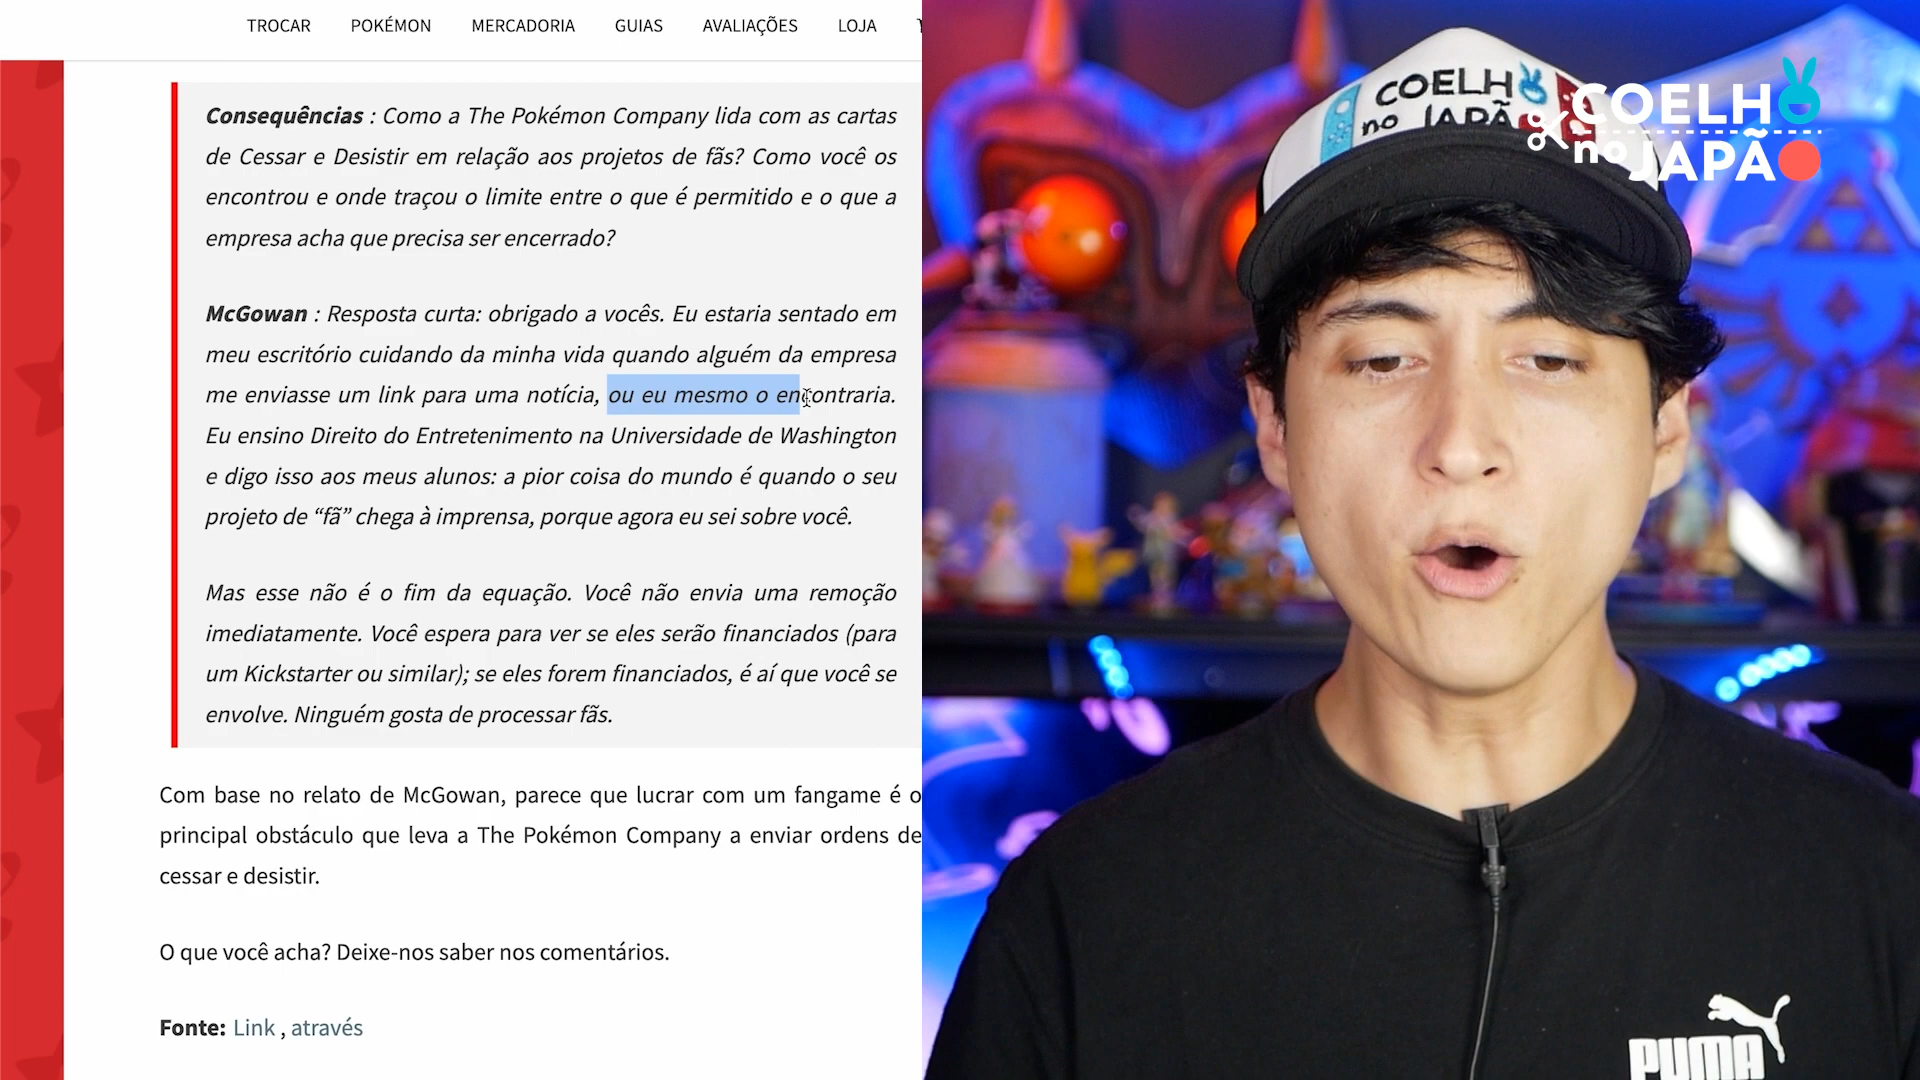 TROCAR POKÉMON MERCADORIA GUIAS AVALIAÇÕES LOJA
Consequências : Como a The Pokémon Company lida com as cartas
de Cessar e Desistir em relação aos projetos de fãs? Como você os
encontrou e onde traçou o limite entre o que é permitido e o que a
empresa acha que precisa ser encerrado?
McGowan : Resposta curta: obrigado a vocês. Eu estaria sentado em
meu escritório cuidando da minha vida quando alguém da empresa
me enviasse um link para uma notícia, ou eu mesmo o encontraria.
Eu ensino Direito do Entretenimento na Universidade de Washington
e digo isso aos meus alunos: a pior coisa do mundo é quando o seu
projeto de “fã” chega à imprensa, porque agora eu sei sobre você.
Mas esse não é o fim da equação. Você não envia uma remoção
imediatamente. Você espera para ver se eles serão financiados (para
um Kickstarter ou similar); se eles forem financiados, é aí que você se
envolve. Ninguém gosta de processar fãs.
Com base no relato de McGowan, parece que lucrar com um fangame é o
principal obstáculo que leva a The Pokémon Company a enviar ordens de
cessar e desistir.
O que você acha? Deixe-nos saber nos comentários.
Fonte: Link , através
COELHO
no JAPÃO
COELHO
no JAPÃ
PUMA